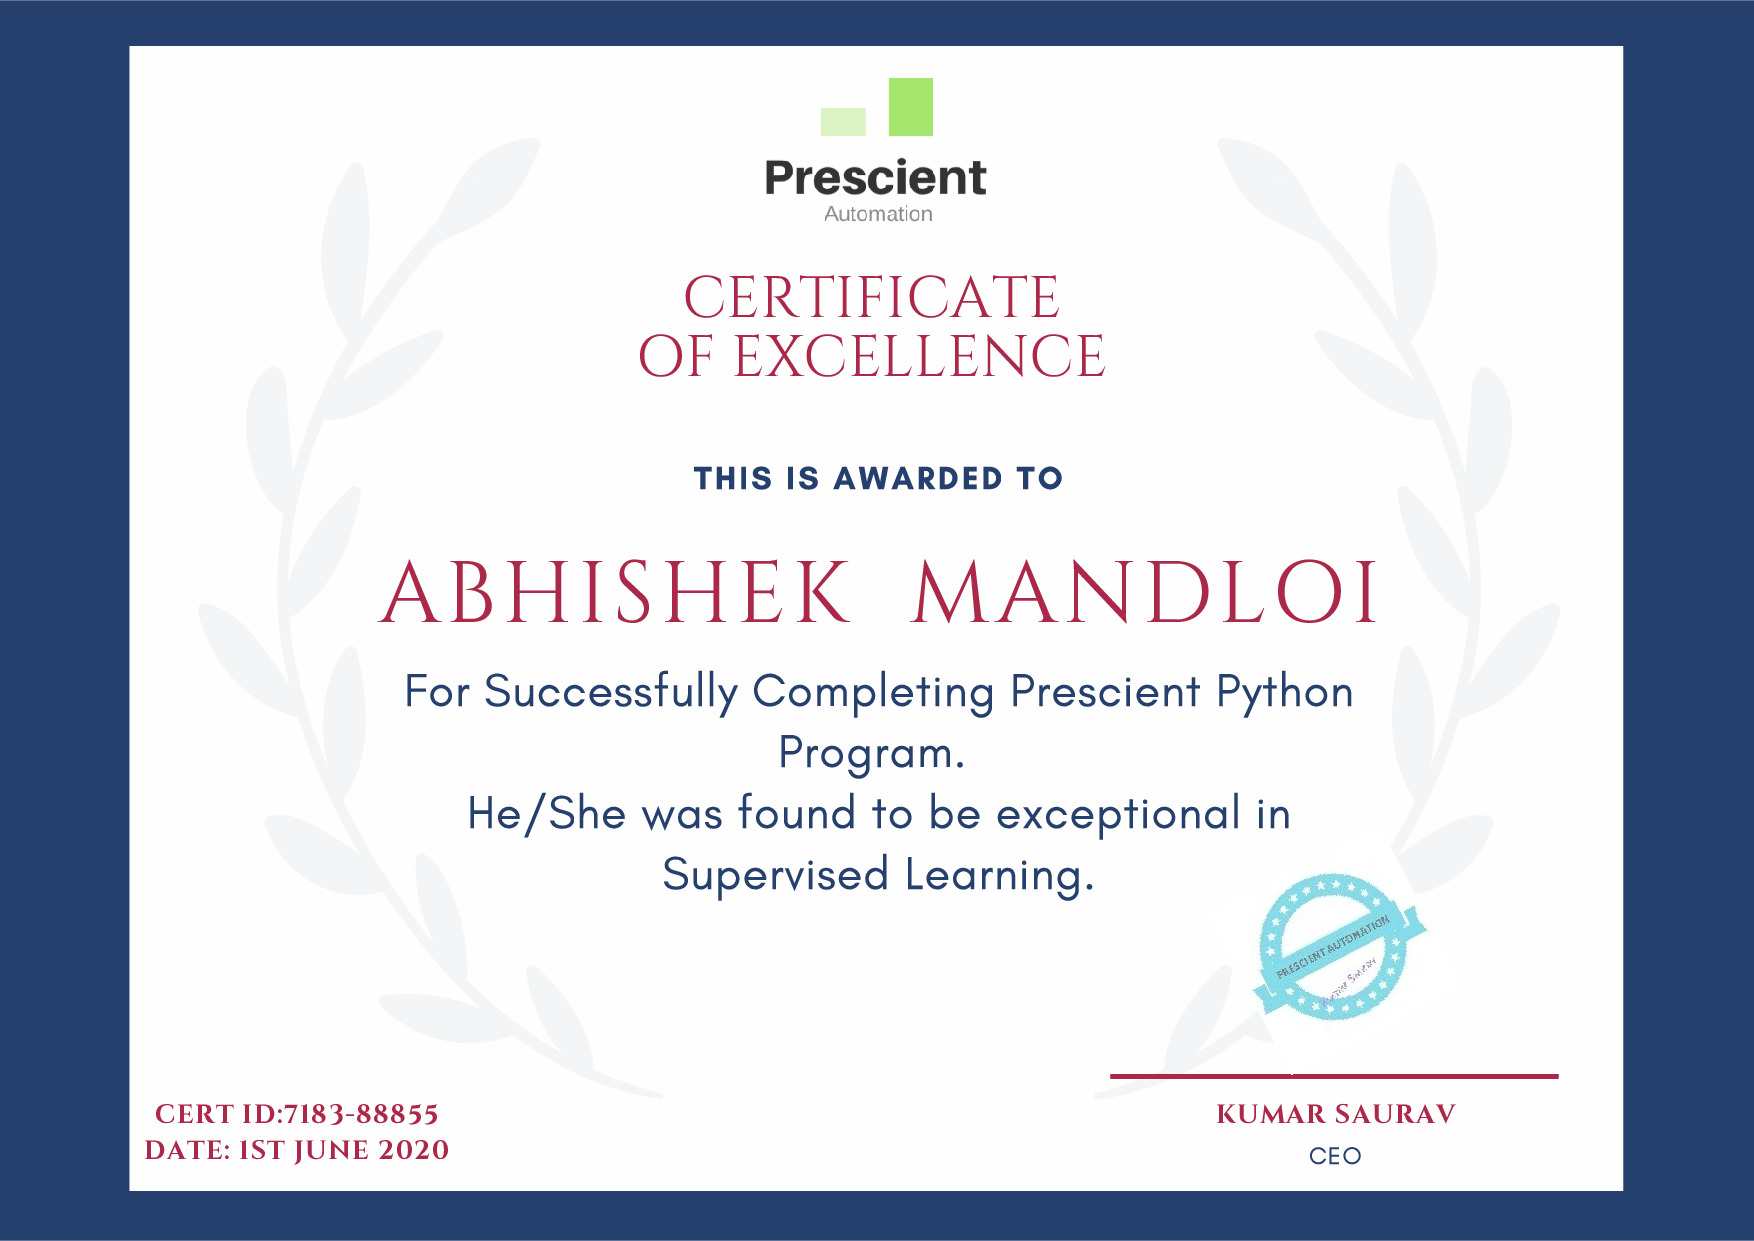 Prescient
Automation
CERTIFICATE
OF EXCELLENCE
THIS IS AWARDED TO
ABHISHEK MANDLOI
For Successfully Completing Prescient Python
Program.
He/She was found to be exceptional in
Supervised Learning.
PRESCIENT AUTOMATION
CERT ID:7183-88855
DATE: 1ST JUNE 2020
KUMAR SAURAV
CEO